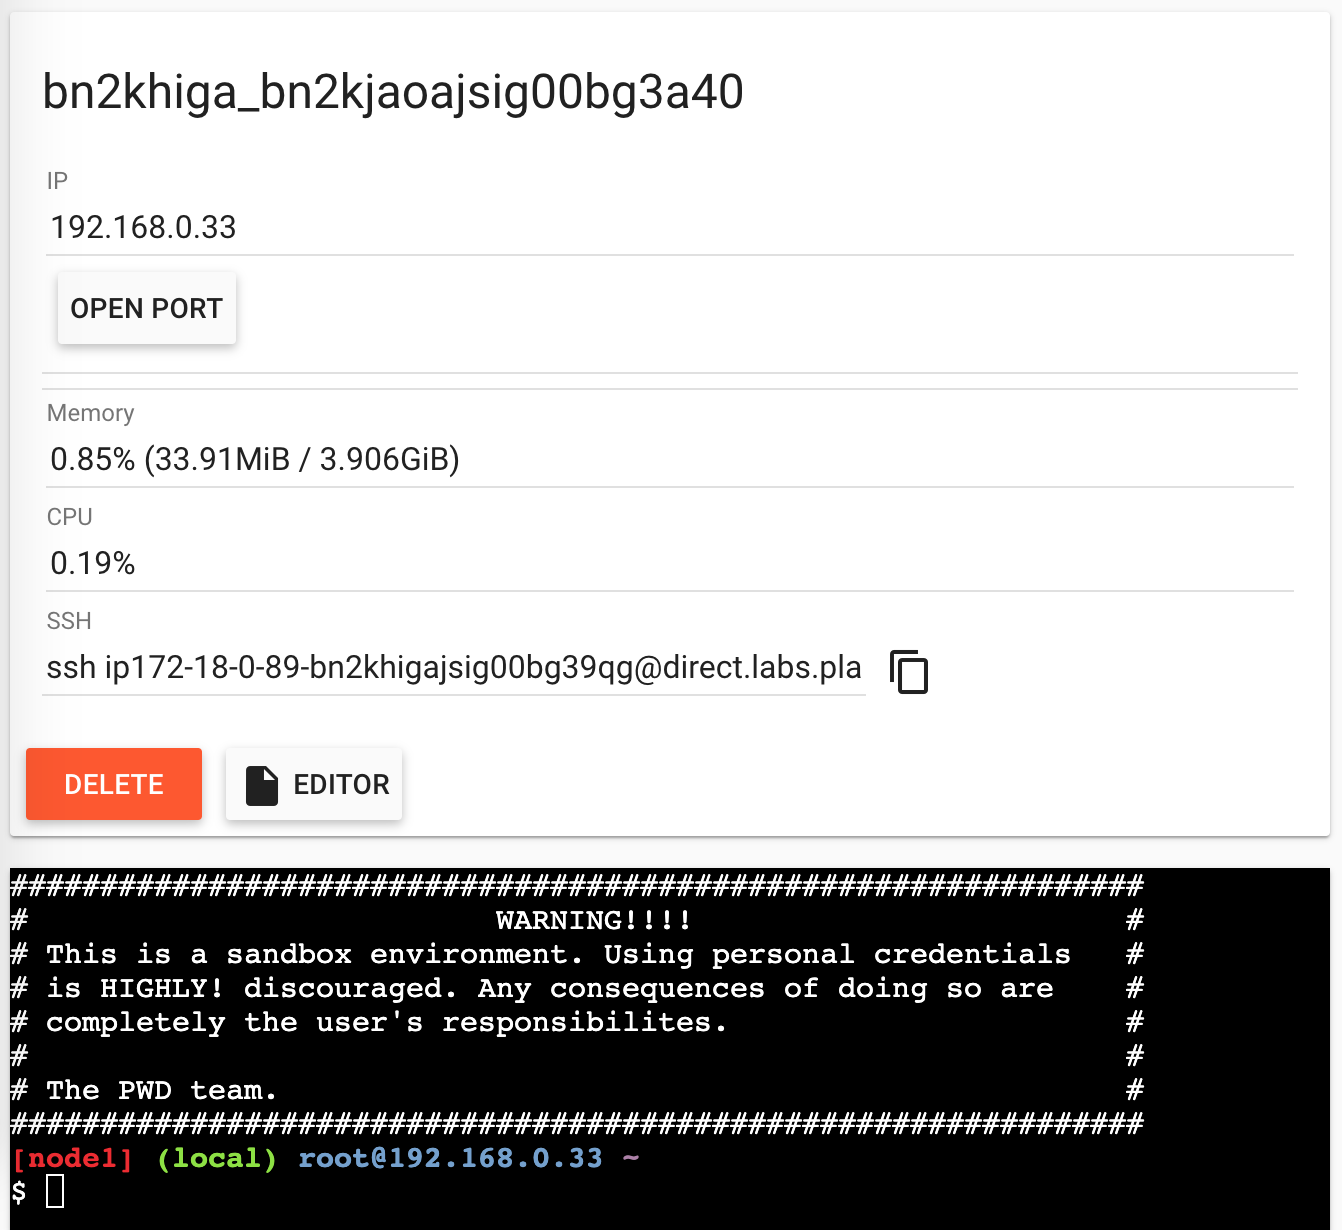 bn2khiga_bn2kjaoajsig00bg3a40
IP
192.168.0.33
OPEN PORT
Memory
0.85% (33.91MiB / 3.906GiB)
CPU
0.19%
SSH
ssh ip172-18-0-89-bn2khigajsig00bg39qg@direct.labs.pla
DELETE
EDITOR
###############################################################
#                          WARNING!!!!                        #
# This is a sandbox environment. Using personal credentials   #
# is HIGHLY! discouraged. Any consequences of doing so are    #
# completely the user's responsibilites.                      #
#                                                             #
# The PWD team.                                               #
###############################################################
[node1] (local) root@192.168.0.33 ~
$